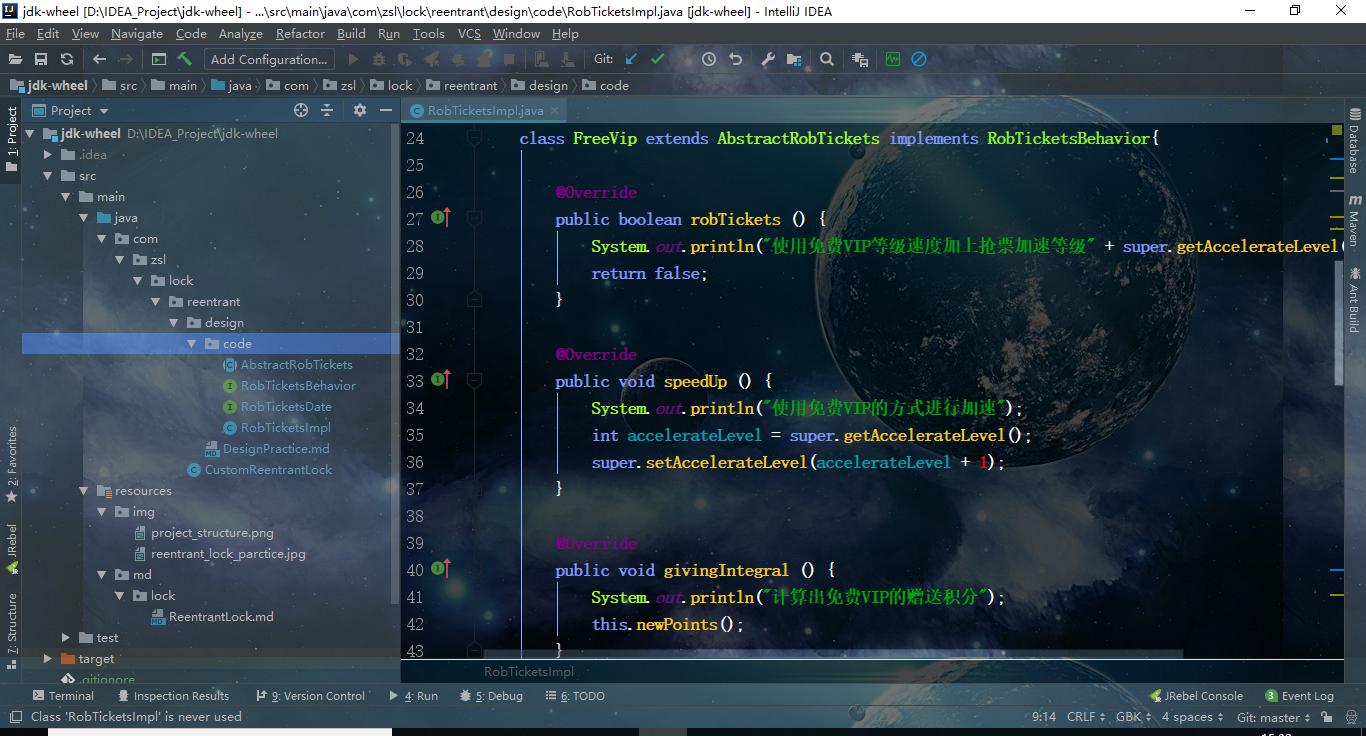 jdk-wheel [D:\IDEA_Project\jdk-wheel] - ...\src\main\java\com\zsl\lock\reentrant\design\code\RobTicketsImpl.java [jdk-wheel] - IntelliJ IDEA
File Edit View Navigate Code Analyze Refactor Build Run Tools VCS Window Help
Add Configuration... Git:
jdk-wheel src main java com zsl lock reentrant design code
Project
RobTicketsImpl.java
1: Project
2: Favorites
JRebel
7: Structure
jdk-wheel D:\IDEA_Project\jdk-wheel
.idea
src
main
java
com
zsl
lock
reentrant
design
code
AbstractRobTickets
RobTicketsBehavior
RobTicketsDate
RobTicketsImpl
DesignPractice.md
CustomReentrantLock
resources
img
project_structure.png
reentrant_lock_parctice.jpg
md
lock
ReentrantLock.md
test
target
.gitignore
24 class FreeVip extends AbstractRobTickets implements RobTicketsBehavior{
25
26 @Override
27 public boolean robTickets () {
28 System.out.println("使用免费VIP等级速度加上抢票加速等级" + super.getAccelerateLevel(
29 return false;
30 }
31
32 @Override
33 public void speedUp () {
34 System.out.println("使用免费VIP的方式进行加速");
35 int accelerateLevel = super.getAccelerateLevel();
36 super.setAccelerateLevel(accelerateLevel + 1);
37 }
38
39 @Override
40 public void givingIntegral () {
41 System.out.println("计算出免费VIP的赠送积分");
42 this.newPoints();
43 }
RobTicketsImpl
Database
Maven
Ant Build
Terminal Inspection Results 9: Version Control 4: Run 5: Debug 6: TODO JRebel Console 3 Event Log
Class 'RobTicketsImpl' is never used 9:14 CRLF GBK 4 spaces Git: master